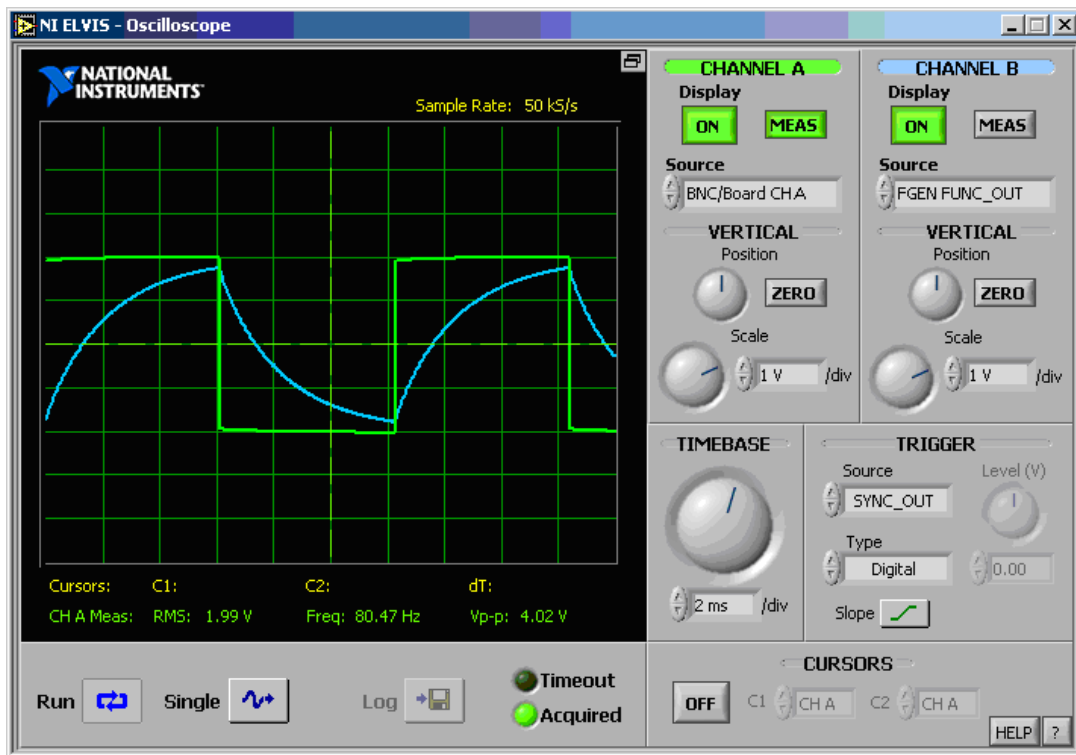 NI ELVIS - Oscilloscope
NATIONAL
INSTRUMENTS™
Sample Rate: 50 kS/s
Cursors: C1: C2: dT:
CH A Meas: RMS: 1.99 V Freq: 80.47 Hz Vp-p: 4.02 V
Run Single Log Timeout
Acquired
CHANNEL A
Display
ON MEAS
Source
BNC/Board CH A
VERTICAL
Position
ZERO
Scale
1 V /div
CHANNEL B
Display
ON MEAS
Source
FGEN FUNC_OUT
VERTICAL
Position
ZERO
Scale
1 V /div
TIMEBASE
2 ms /div
TRIGGER
Source Level (V)
SYNC_OUT
Type
Digital 0.00
Slope
CURSORS
OFF C1 CH A C2 CH A
HELP ?